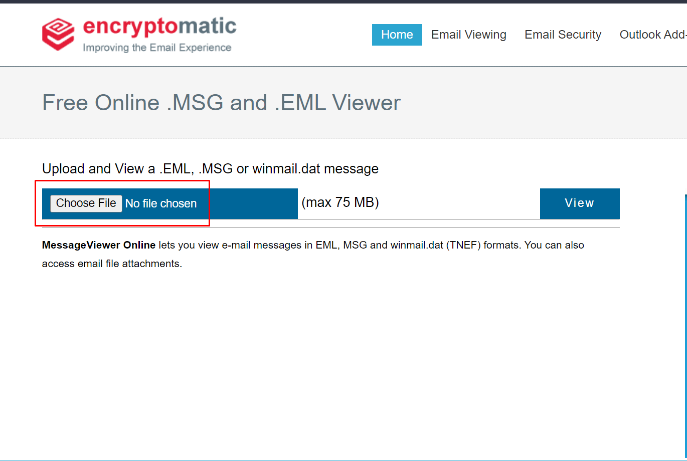 encryptomatic
Improving the Email Experience
Home Email Viewing Email Security Outlook Add-
Free Online .MSG and .EML Viewer
Upload and View a .EML, .MSG or winmail.dat message
Choose File No file chosen (max 75 MB) View
MessageViewer Online lets you view e-mail messages in EML, MSG and winmail.dat (TNEF) formats. You can also
access email file attachments.